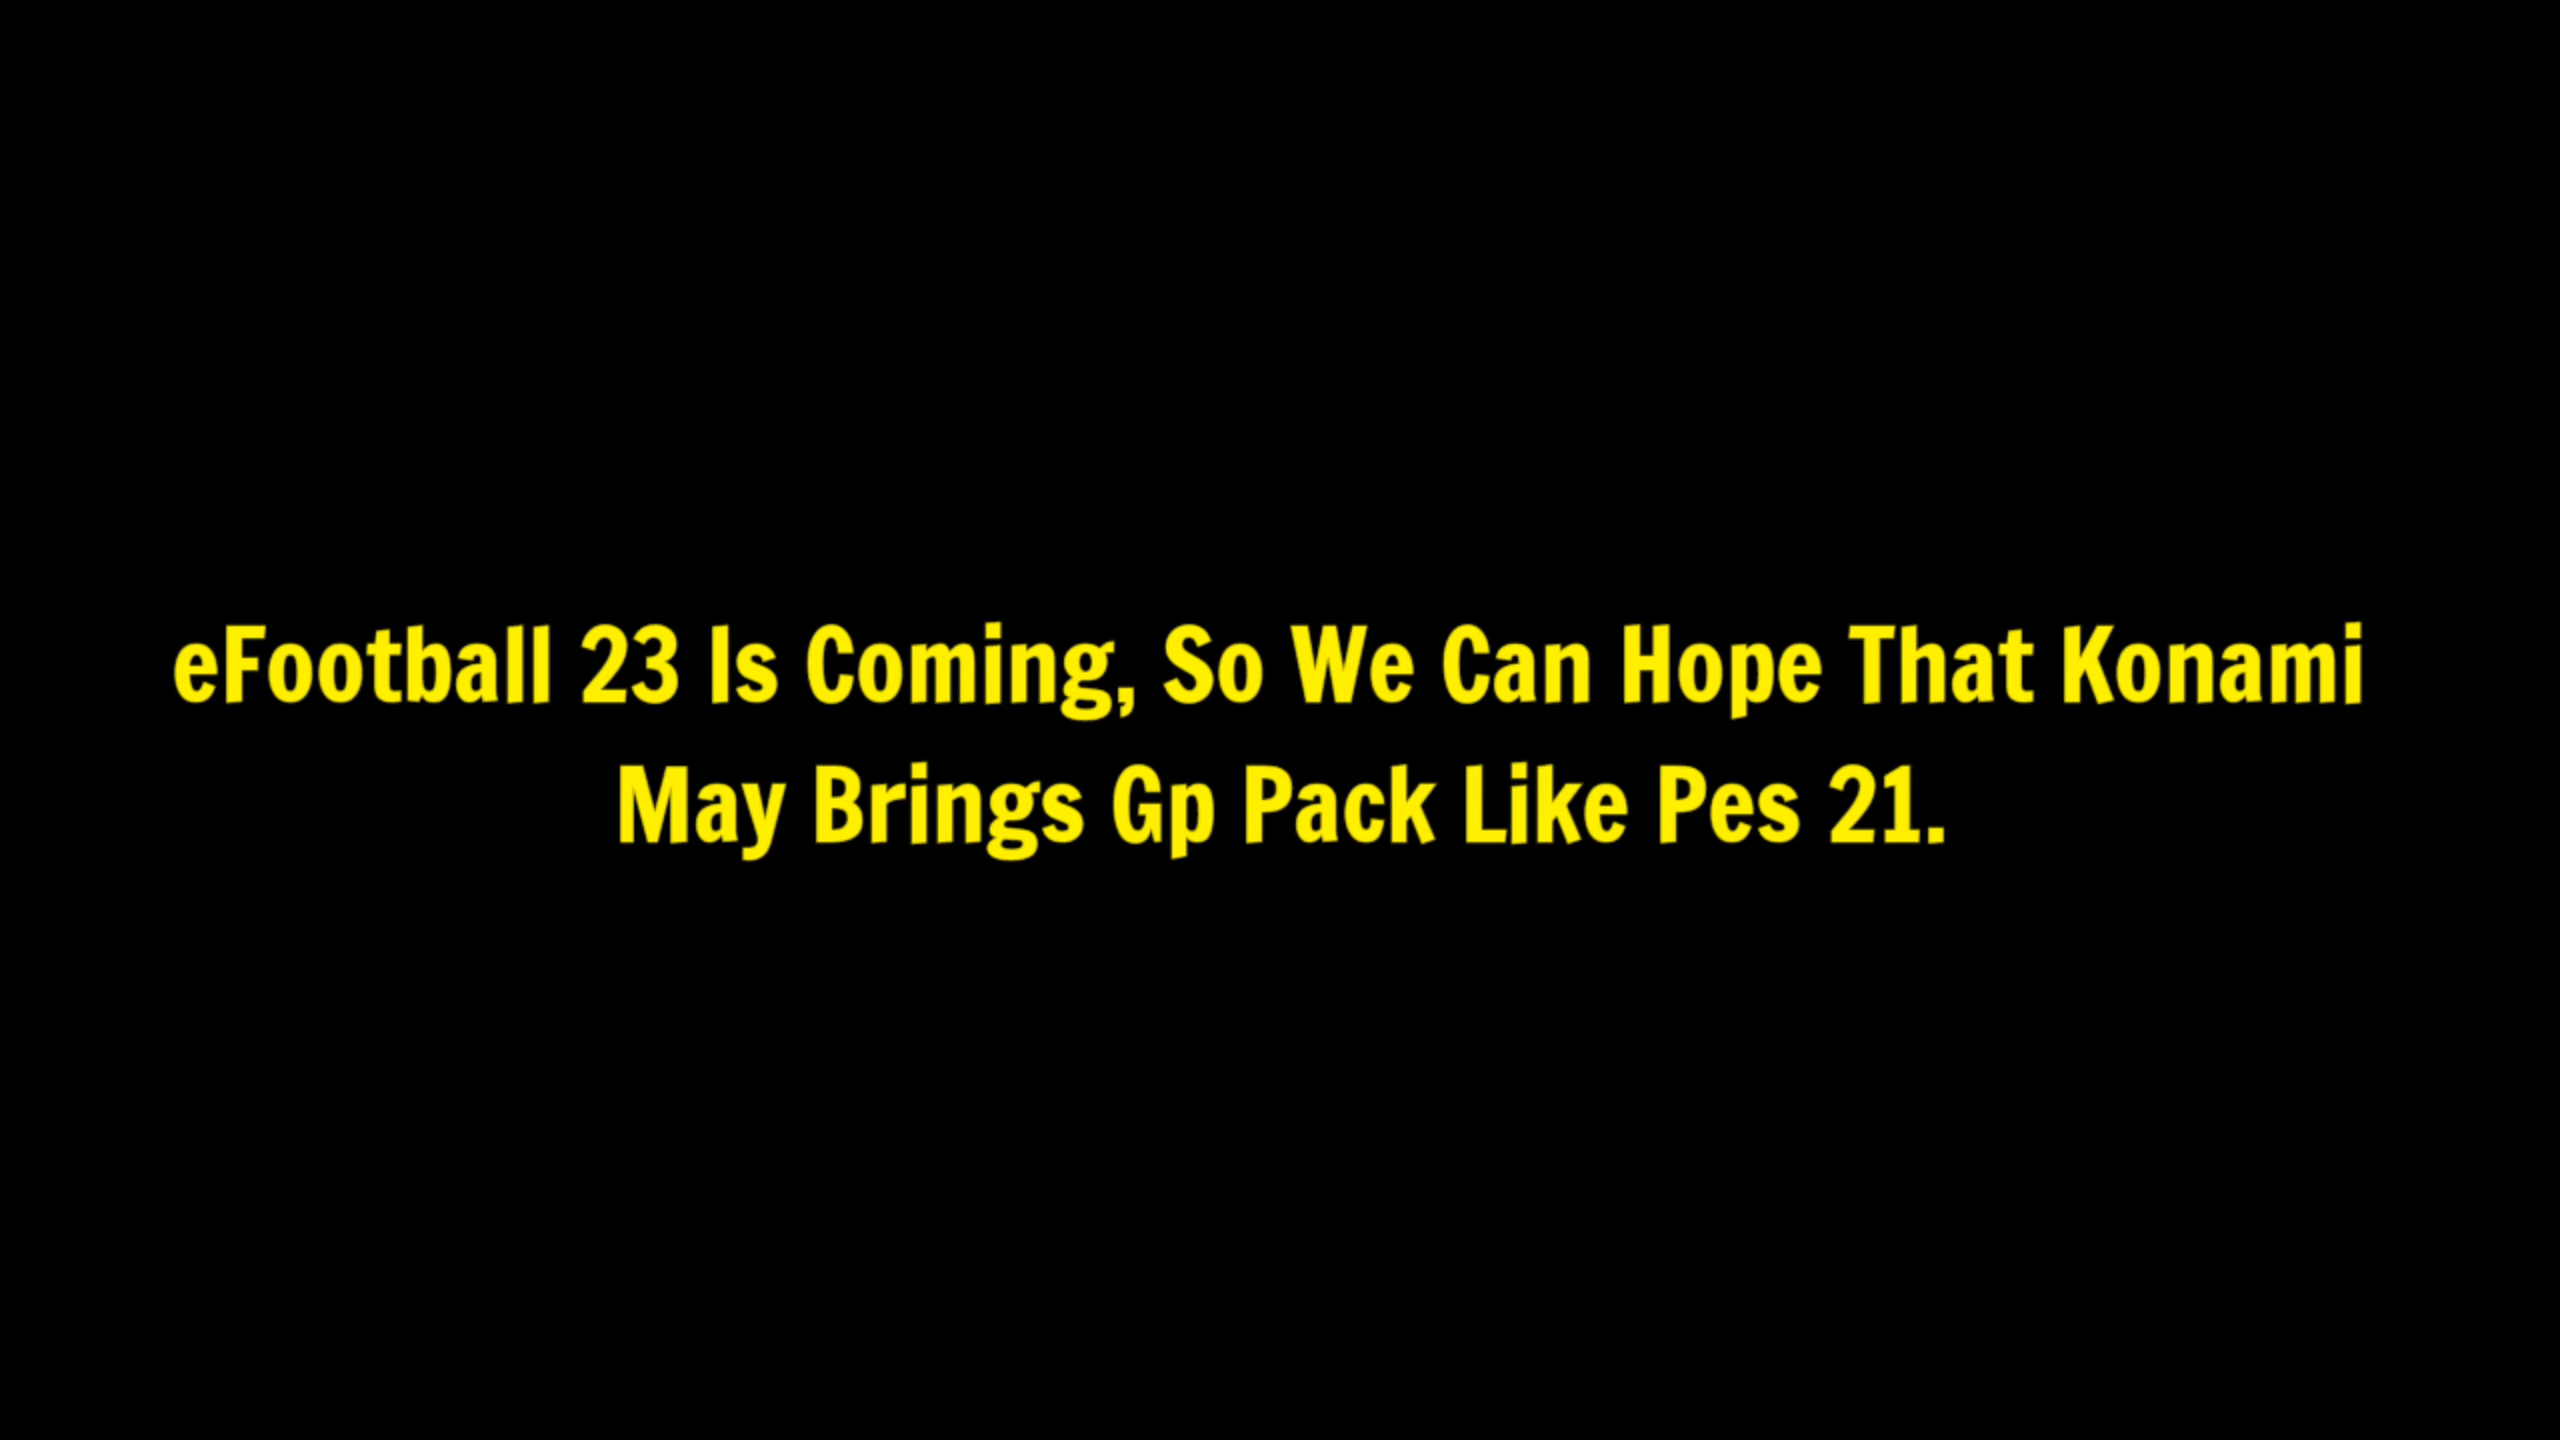 eFootball 23 Is Coming, So We Can Hope That Konami
May Brings Gp Pack Like Pes 21.